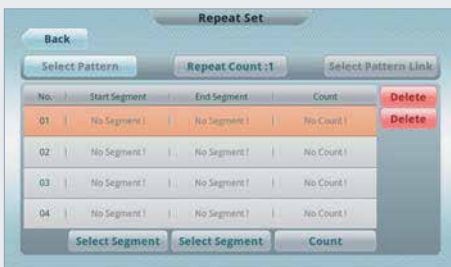 Repeat Set
Back
Select Pattern Repeat Count :1 Select Pattern Link
No. Start Segment End Segment Count Delete
01 No Segment ! No Segment ! No Count ! Delete
02 No Segment ! No Segment ! No Count !
03 No Segment ! No Segment ! No Count !
04 No Segment ! No Segment ! No Count !
Select Segment Select Segment Count